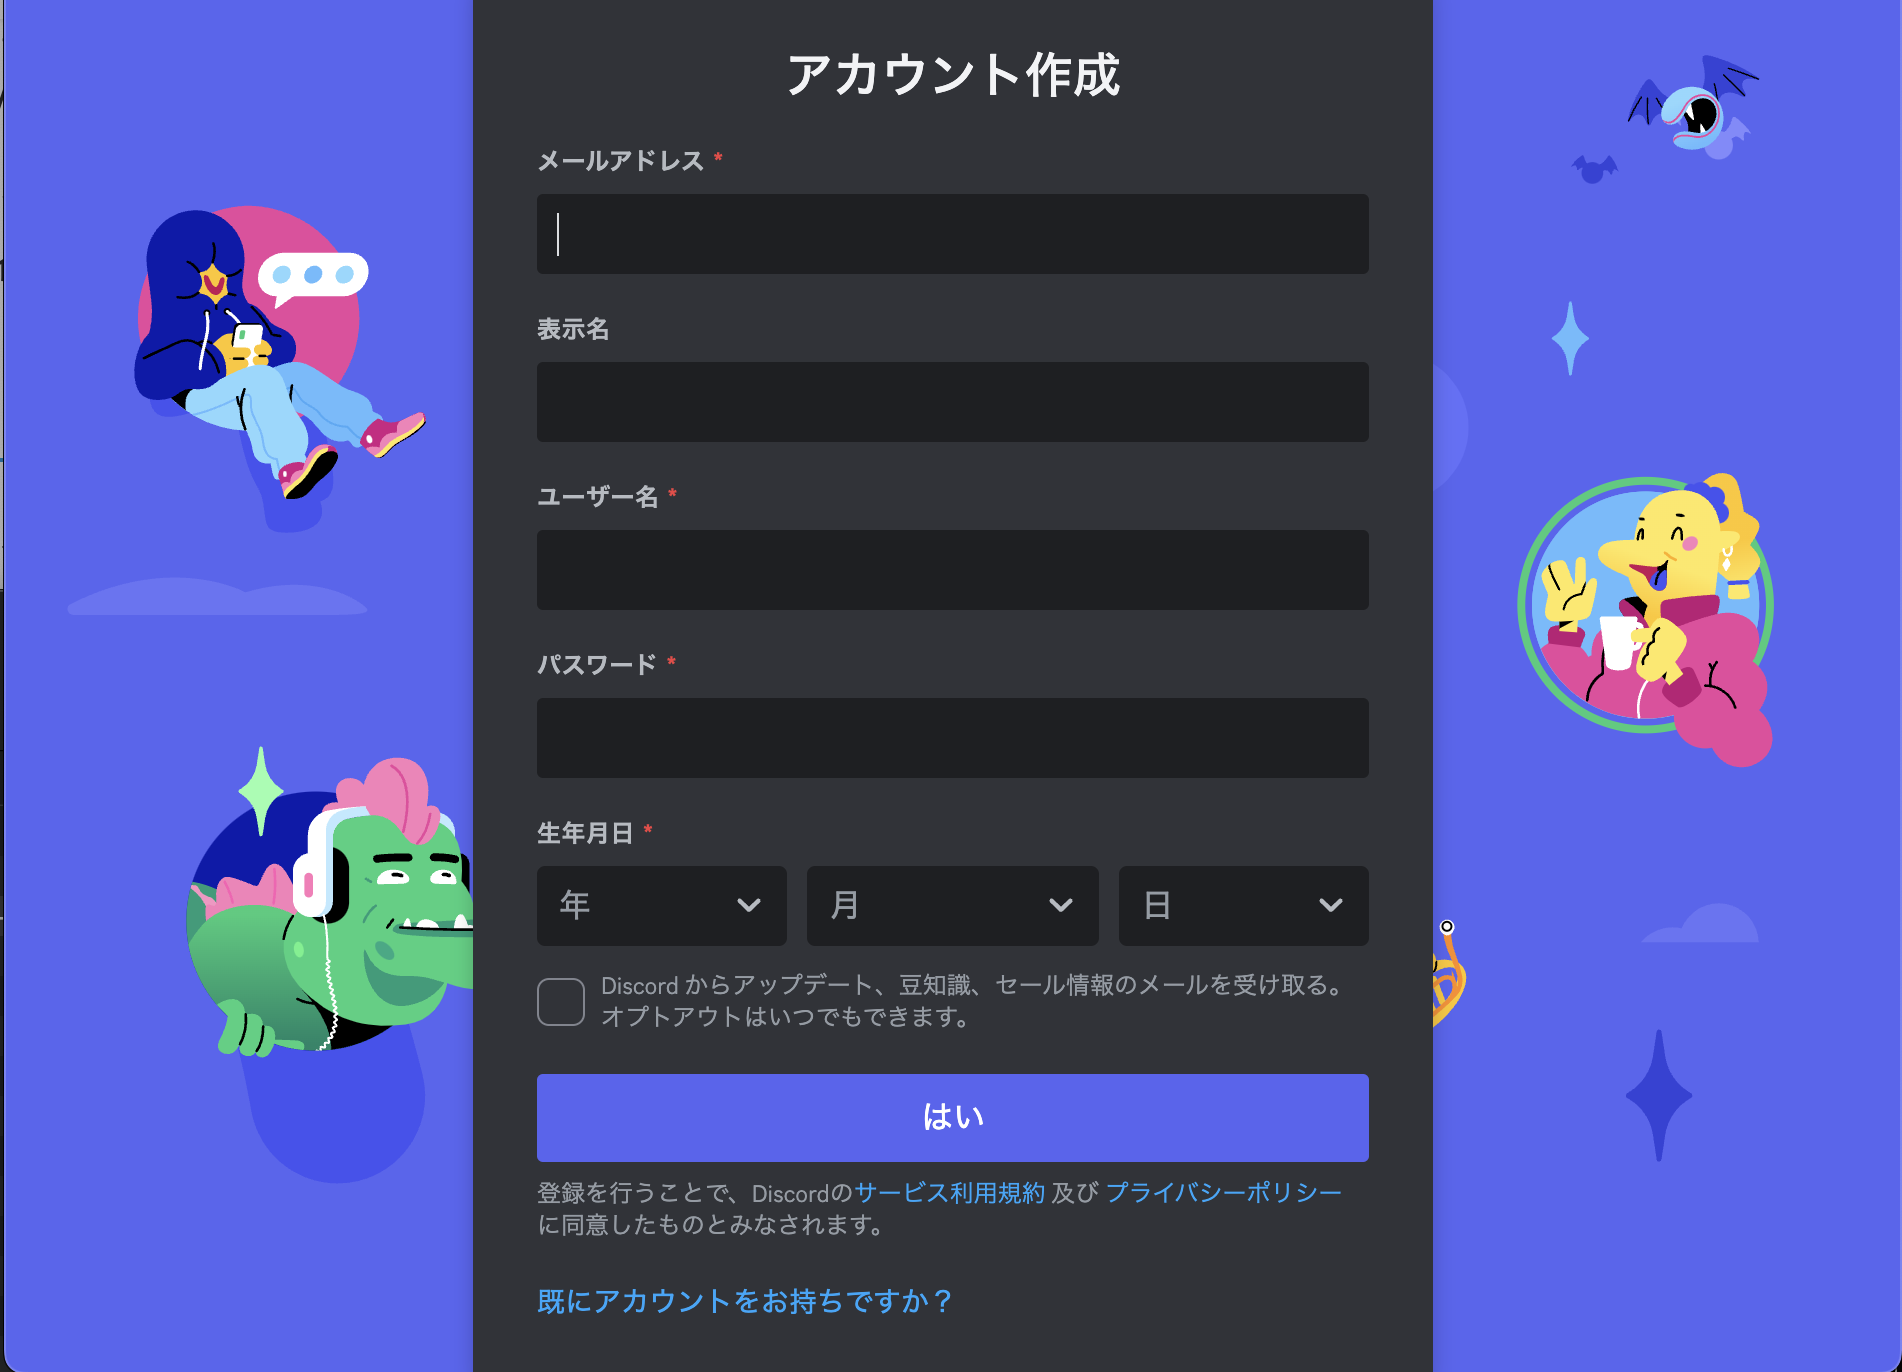 アカウント作成
メールアドレス *
表示名
ユーザー名 *
パスワード *
生年月日 *
年 月 日
Discord からアップデート、豆知識、セール情報のメールを受け取る。
オプトアウトはいつでもできます。
はい
登録を行うことで、Discordのサービス利用規約 及び プライバシーポリシー
に同意したものとみなされます。
既にアカウントをお持ちですか？